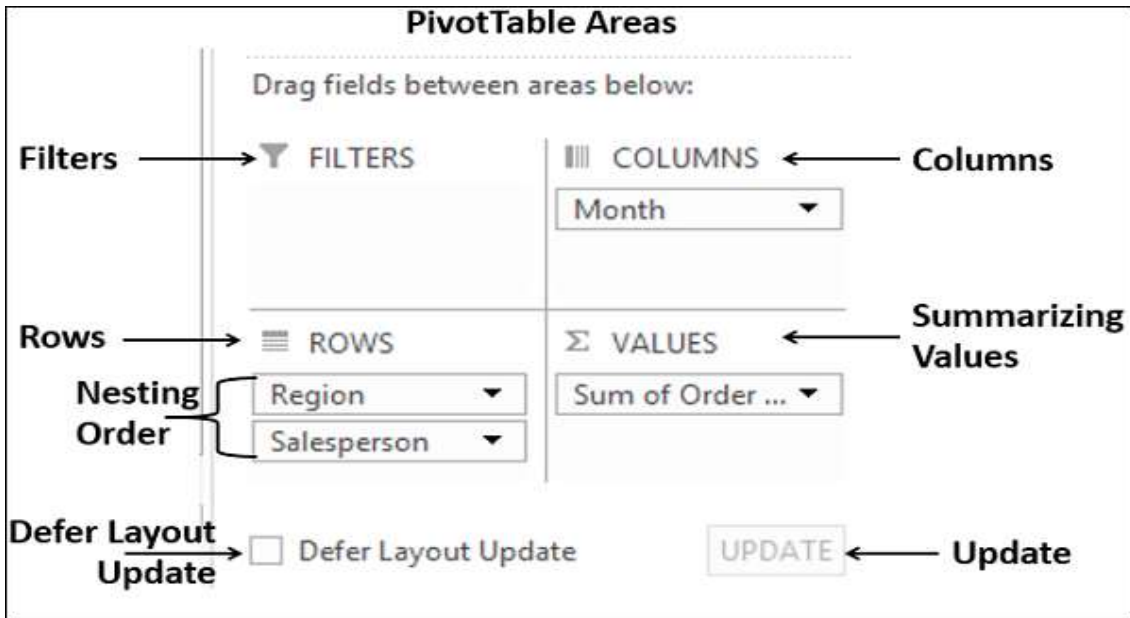 PivotTable Areas
Drag fields between areas below:
Filters
FILTERS
COLUMNS
Columns
Month
Rows
ROWS
Σ VALUES
Summarizing
Values
Nesting
Order
Region
Salesperson
Sum of Order ...
Defer Layout
Update
Defer Layout Update
UPDATE
Update